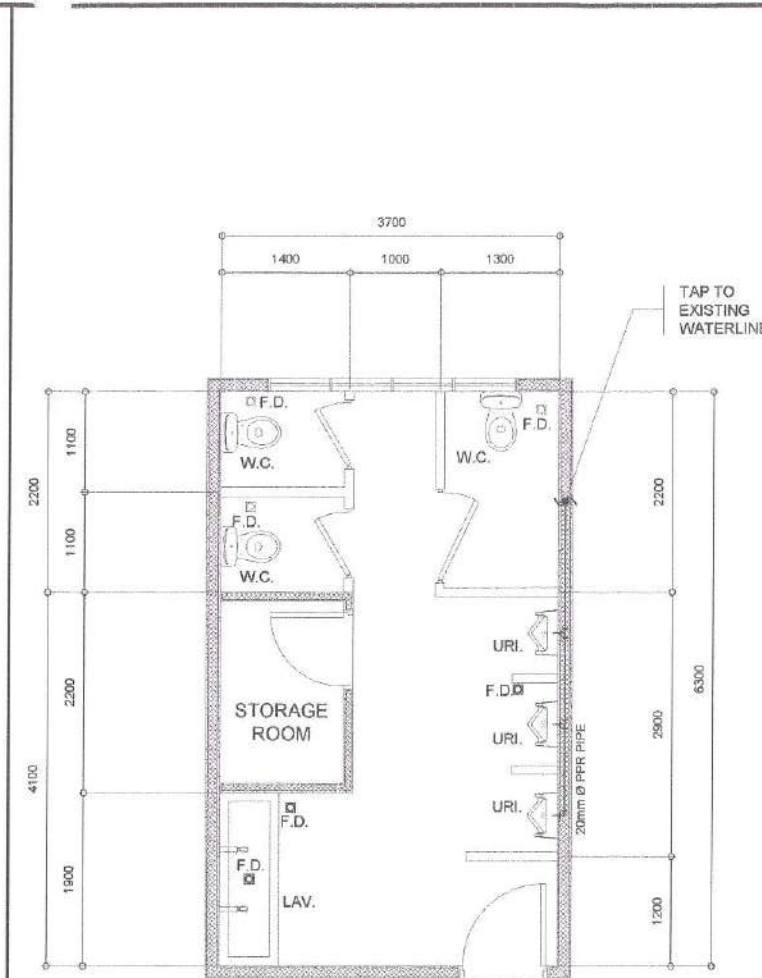 3700
1400 1000 1300
TAP TO
EXISTING
WATERLINE
F.D.
F.D.
W.C.
W.C.
1100
2200
2200
F.D.
1100
W.C.
URI.
STORAGE
ROOM
F.D.
2200
6300
2900
URI.
4100
20mm Ø PPR PIPE
URI.
F.D.
F.D.
1900
LAV.
1200